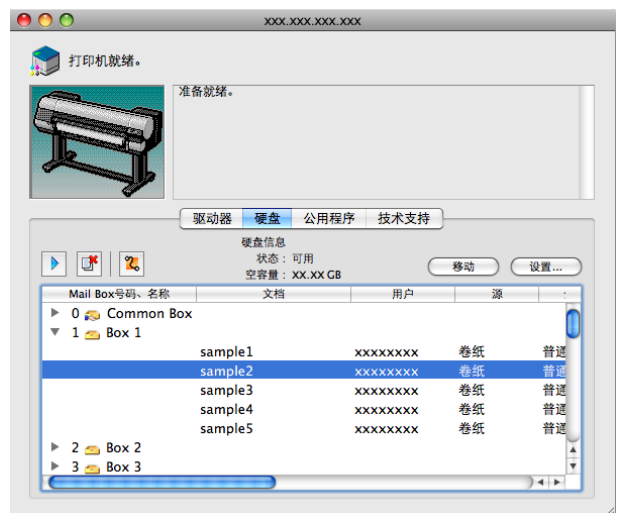 xxx.xxx.xxx.xxx
打印机就绪。
准备就绪。
驱动器 硬盘 公用程序 技术支持
硬盘信息
状态： 可用
空容量： XX.XX GB
移动 设置...
Mail Box号码、名称 文档 用户 源 :
0 Common Box
1 Box 1
sample1 xxxxxxxx 卷纸 普通
sample2 xxxxxxxx 卷纸 普通
sample3 xxxxxxxx 卷纸 普通
sample4 xxxxxxxx 卷纸 普通
sample5 xxxxxxxx 卷纸 普通
2 Box 2
3 Box 3